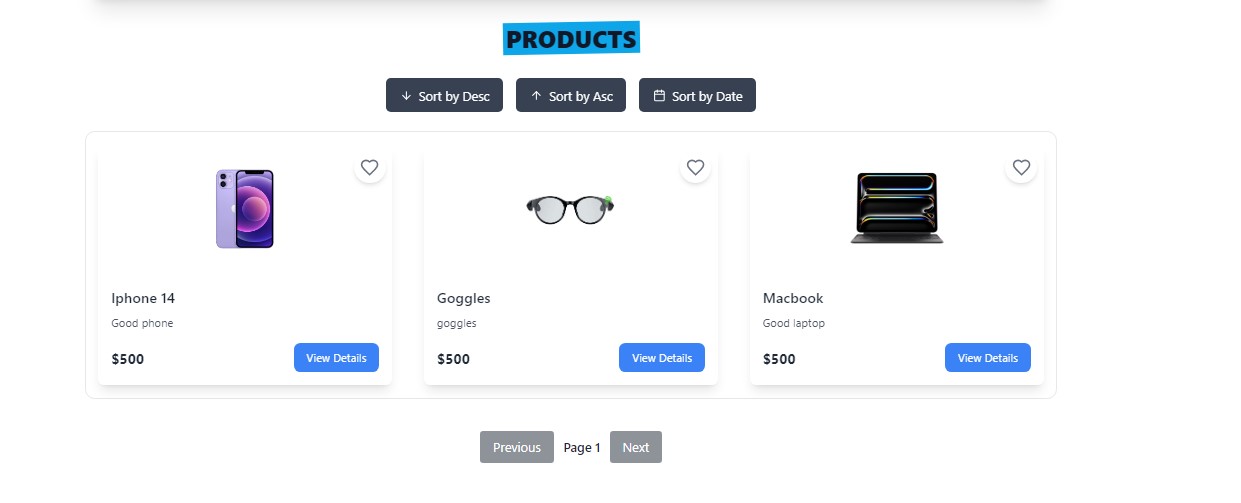 PRODUCTS
Sort by Desc
Sort by Asc
Sort by Date
Iphone 14
Good phone
$500
View Details
Goggles
goggles
$500
View Details
Macbook
Good laptop
$500
View Details
Previous
Page 1
Next